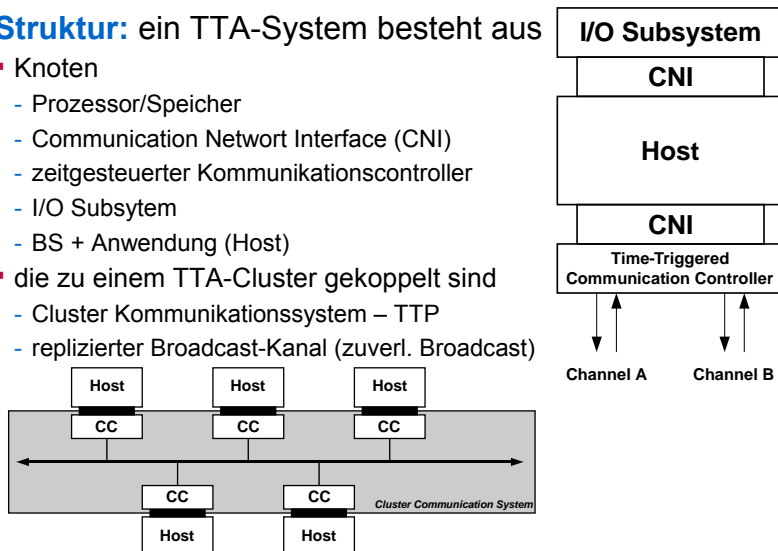 Struktur: ein TTA-System besteht aus
Knoten
- Prozessor/Speicher
- Communication Networt Interface (CNI)
- zeitgesteuerter Kommunikationscontroller
- I/O Subsytem
- BS + Anwendung (Host)
die zu einem TTA-Cluster gekoppelt sind
- Cluster Kommunikationssystem – TTP
- replizierter Broadcast-Kanal (zuverl. Broadcast)
I/O Subsystem
CNI
Host
CNI
Time-Triggered
Communication Controller
Channel A Channel B
Host Host Host
CC CC CC
CC CC
Cluster Communication System
Host Host